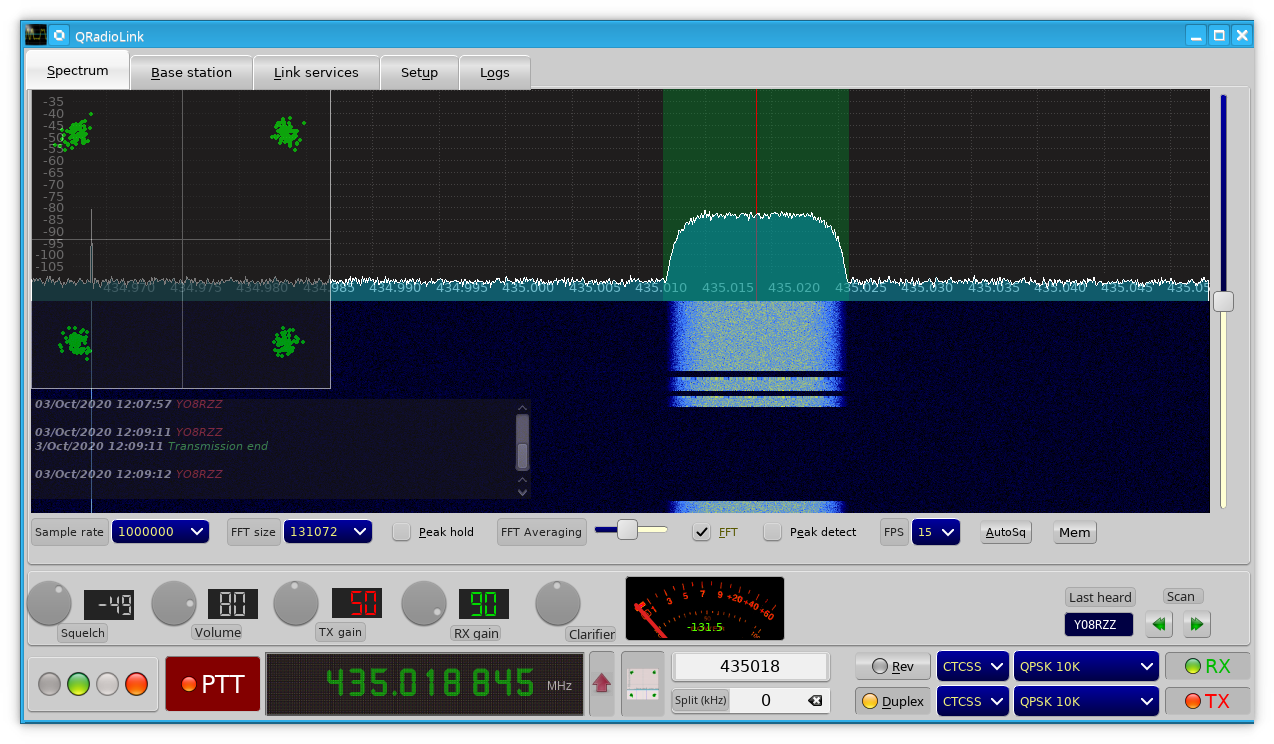 QRadioLink
Spectrum Base station Link services Setup Logs
-35
-40
-45
-50
-55
-60
-65
-70
-75
-80
-85
-90
-95
-100
-105
434.970 434.975 434.980 434.985 434.990 434.995 435.000 435.005 435.010 435.015 435.020 435.025 435.030 435.035 435.040 435.045
03/Oct/2020 12:07:57 YO8RZZ
03/Oct/2020 12:09:11 YO8RZZ
3/Oct/2020 12:09:11 Transmission end
03/Oct/2020 12:09:12 YO8RZZ
Sample rate 1000000 FFT size 131072 Peak hold FFT Averaging FFT Peak detect FPS 15 AutoSq Mem
-49 80 50 90
Squelch Volume TX gain RX gain Clarifier
1 3 5 7 9 +20 +40 +60
-131.5
Last heard Scan
YO8RZZ
PTT 435.018 845 MHz
435018
Split (kHz) 0
Rev CTCSS QPSK 10K RX
Duplex CTCSS QPSK 10K TX